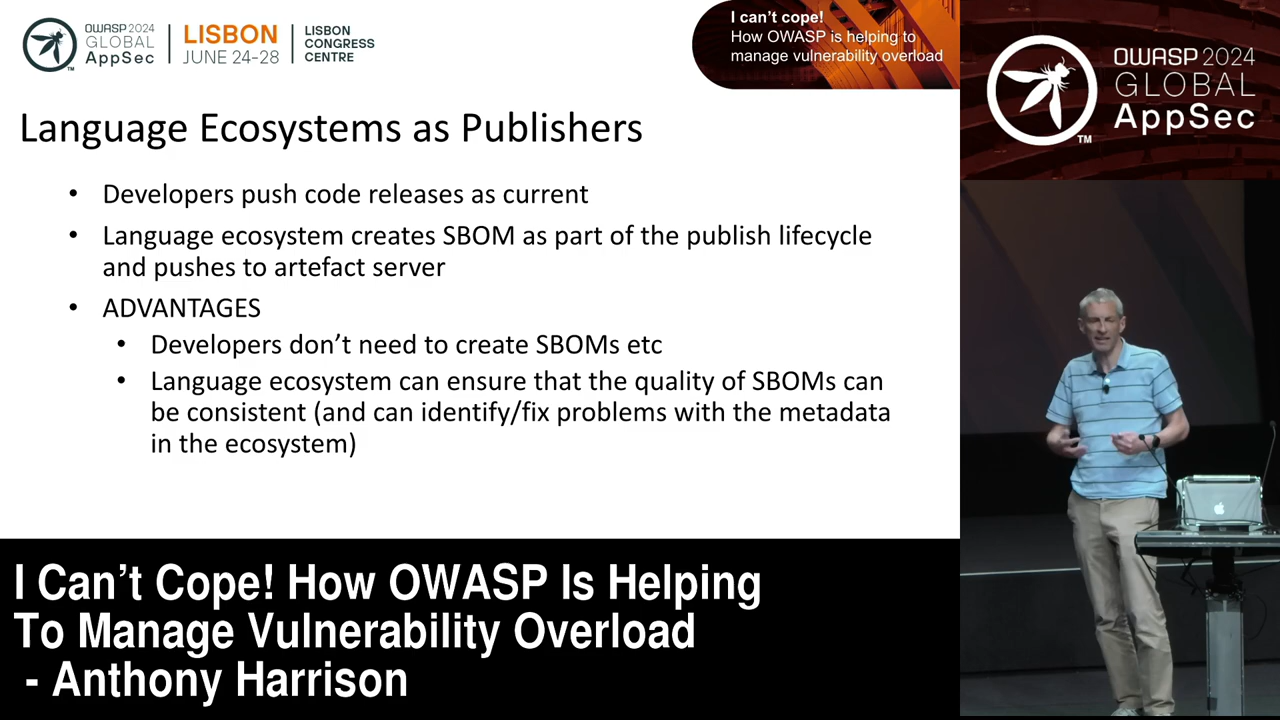 OWASP 2024
GLOBAL
AppSec
TM
LISBON
JUNE 24-28
LISBON
CONGRESS
CENTRE
I can't cope!
How OWASP is helping to
manage vulnerability overload
OWASP 2024
GLOBAL
AppSec
TM
Language Ecosystems as Publishers
• Developers push code releases as current
• Language ecosystem creates SBOM as part of the publish lifecycle
and pushes to artefact server
• ADVANTAGES
• Developers don’t need to create SBOMs etc
• Language ecosystem can ensure that the quality of SBOMs can
be consistent (and can identify/fix problems with the metadata
in the ecosystem)
I Can’t Cope! How OWASP Is Helping
To Manage Vulnerability Overload
- Anthony Harrison